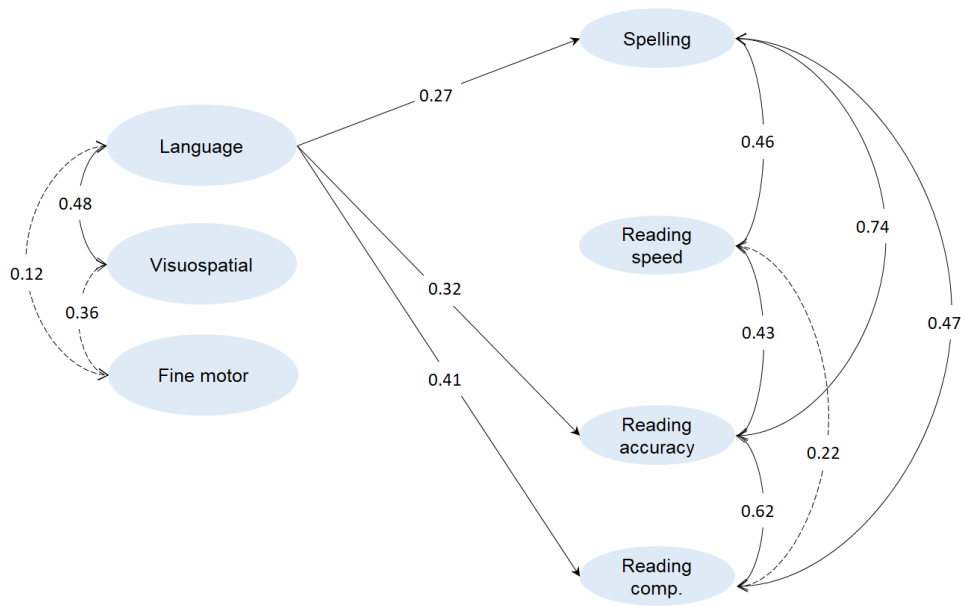 Spelling
0.27
0.46
Language
0.48
0.74
Reading
speed
Visuospatial
0.12
0.32
0.36
0.43
0.47
Fine motor
0.41
Reading
accuracy
0.22
0.62
Reading
comp.